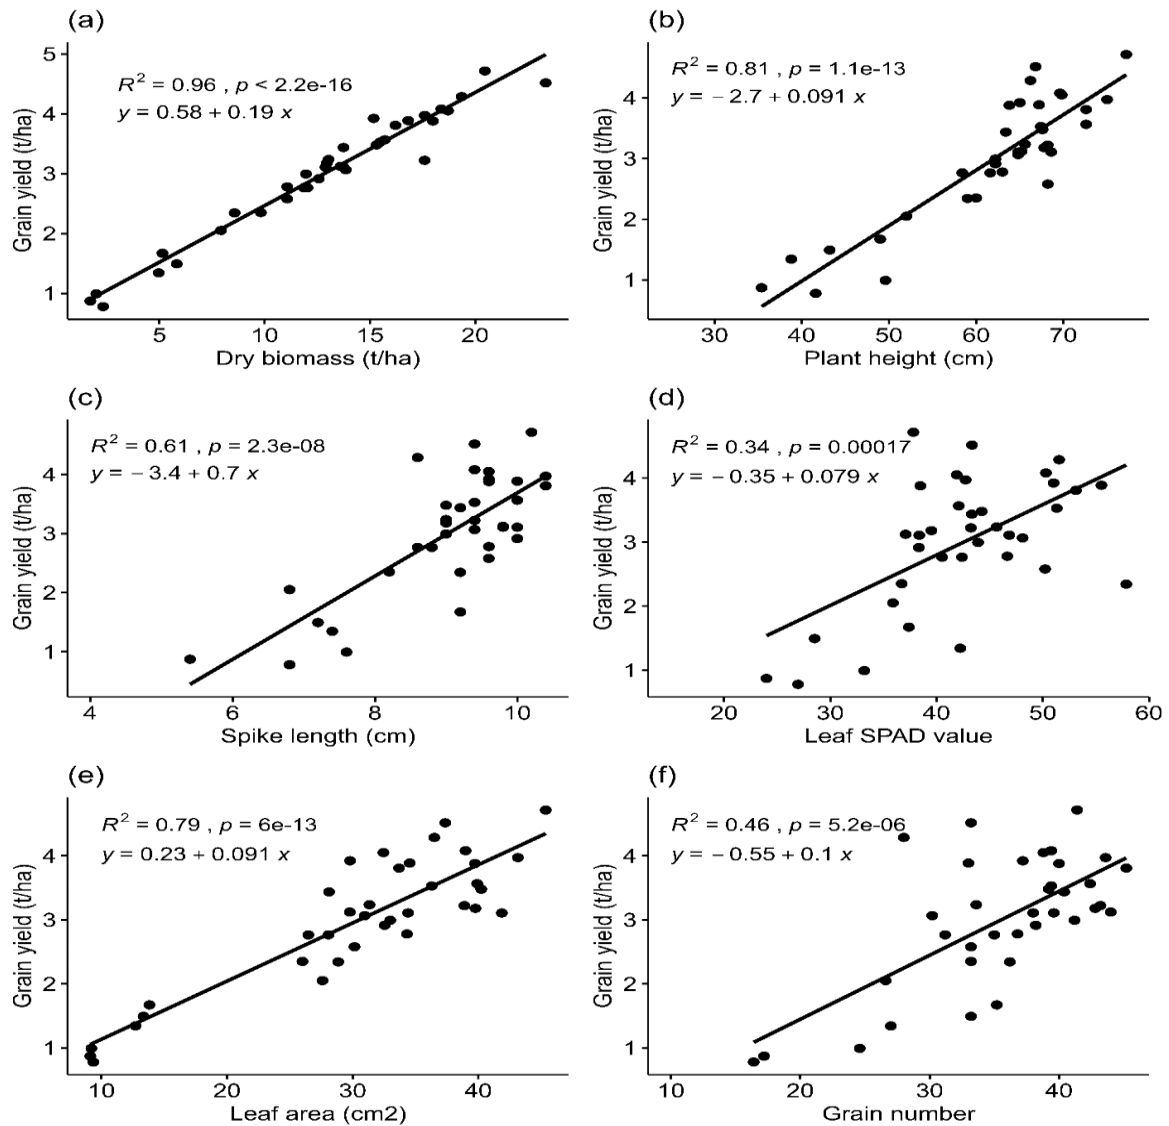 (a)
R² = 0.96 , p < 2.2e-16
y = 0.58 + 0.19 x
Grain yield (t/ha)
5
4
3
2
1
5 10 15 20
Dry biomass (t/ha)
(b)
R² = 0.81 , p = 1.1e-13
y = − 2.7 + 0.091 x
Grain yield (t/ha)
4
3
2
1
30 40 50 60 70
Plant height (cm)
(c)
R² = 0.61 , p = 2.3e-08
y = − 3.4 + 0.7 x
Grain yield (t/ha)
4
3
2
1
4 6 8 10
Spike length (cm)
(d)
R² = 0.34 , p = 0.00017
y = −0.35 + 0.079 x
Grain yield (t/ha)
4
3
2
1
20 30 40 50 60
Leaf SPAD value
(e)
R² = 0.79 , p = 6e-13
y = 0.23 + 0.091 x
Grain yield (t/ha)
4
3
2
1
10 20 30 40
Leaf area (cm2)
(f)
R² = 0.46 , p = 5.2e-06
y = −0.55 + 0.1 x
Grain yield (t/ha)
4
3
2
1
10 20 30 40
Grain number